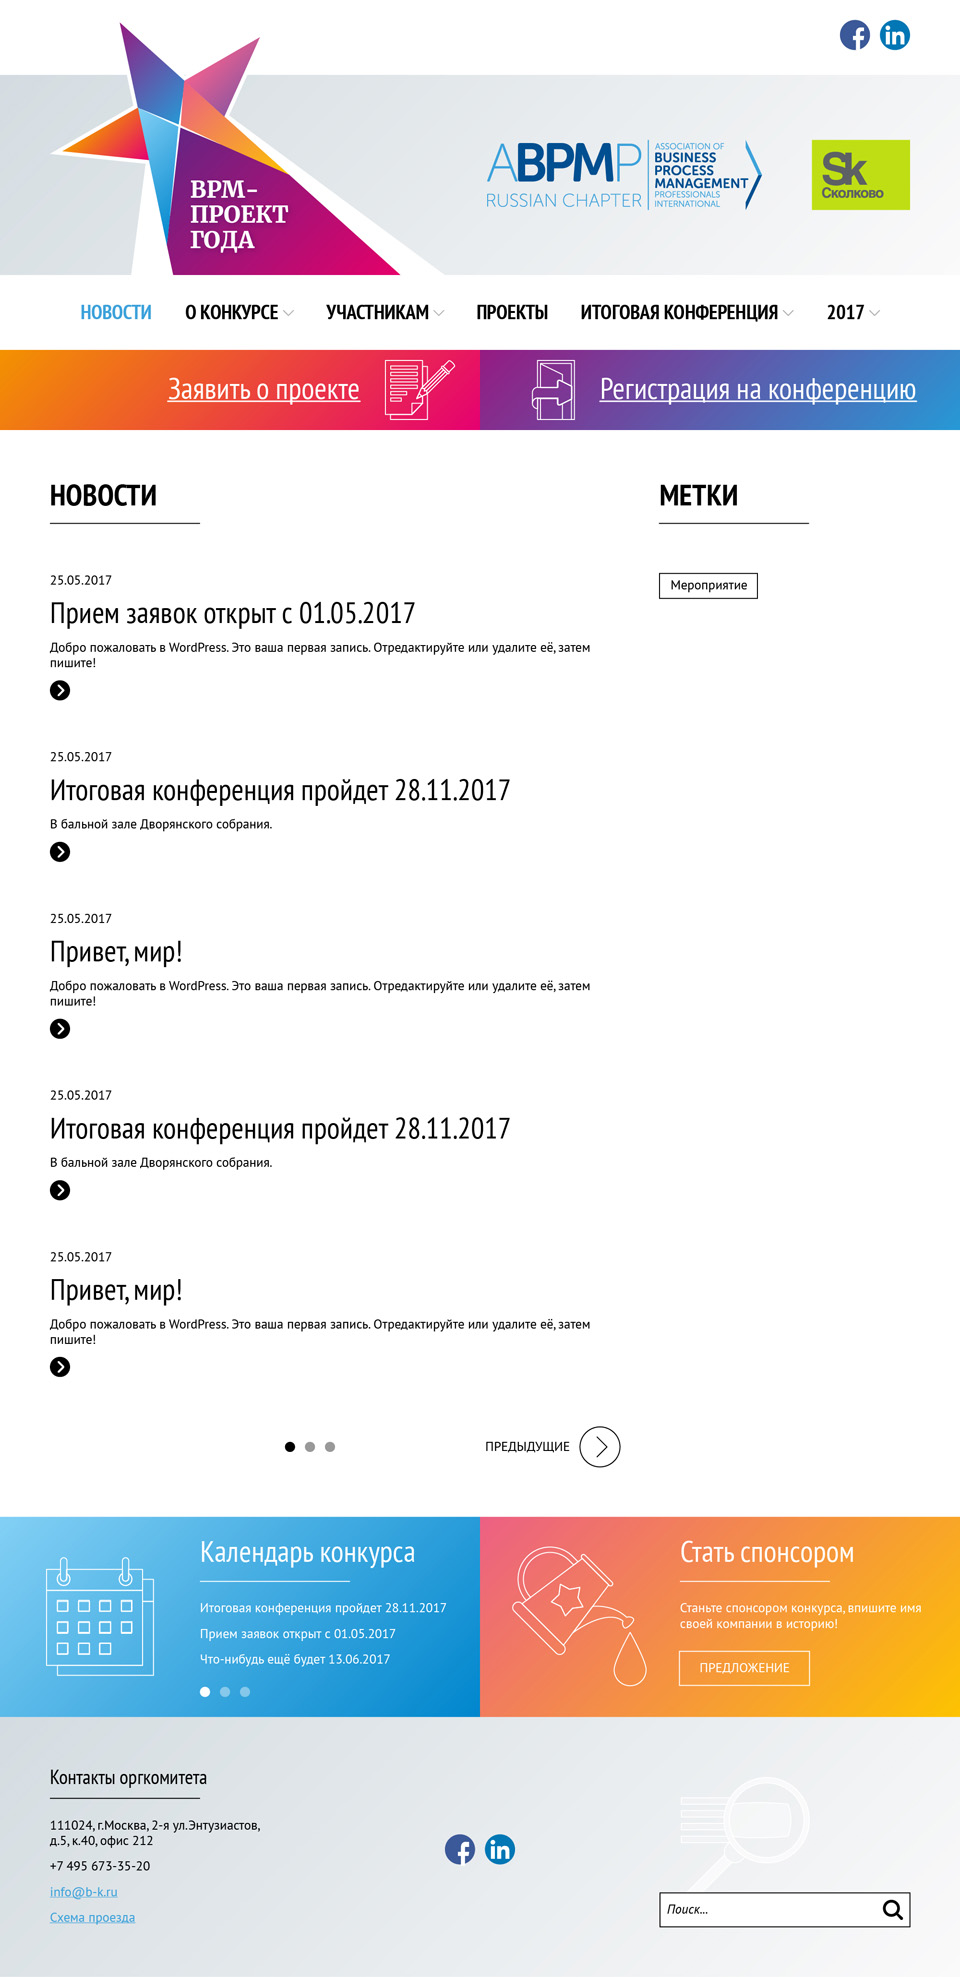 BPM-
ПРОЕКТ
ГОДА
ABPMP
RUSSIAN CHAPTER
ASSOCIATION OF
BUSINESS
PROCESS
MANAGEMENT
PROFESSIONALS
INTERNATIONAL
Sk
Сколково
НОВОСТИ О КОНКУРСЕ УЧАСТНИКАМ ПРОЕКТЫ ИТОГОВАЯ КОНФЕРЕНЦИЯ 2017
Заявить о проекте
Регистрация на конференцию
НОВОСТИ
МЕТКИ
Мероприятие
25.05.2017
Прием заявок открыт с 01.05.2017
Добро пожаловать в WordPress. Это ваша первая запись. Отредактируйте или удалите её, затем
пишите!
25.05.2017
Итоговая конференция пройдет 28.11.2017
В бальной зале Дворянского собрания.
25.05.2017
Привет, мир!
Добро пожаловать в WordPress. Это ваша первая запись. Отредактируйте или удалите её, затем
пишите!
25.05.2017
Итоговая конференция пройдет 28.11.2017
В бальной зале Дворянского собрания.
25.05.2017
Привет, мир!
Добро пожаловать в WordPress. Это ваша первая запись. Отредактируйте или удалите её, затем
пишите!
ПРЕДЫДУЩИЕ
Календарь конкурса
Итоговая конференция пройдет 28.11.2017
Прием заявок открыт с 01.05.2017
Что-нибудь ещё будет 13.06.2017
Стать спонсором
Станьте спонсором конкурса, впишите имя
своей компании в историю!
ПРЕДЛОЖЕНИЕ
Контакты оргкомитета
111024, г.Москва, 2-я ул.Энтузиастов,
д.5, к.40, офис 212
+7 495 673-35-20
info@b-k.ru
Схема проезда
Поиск...